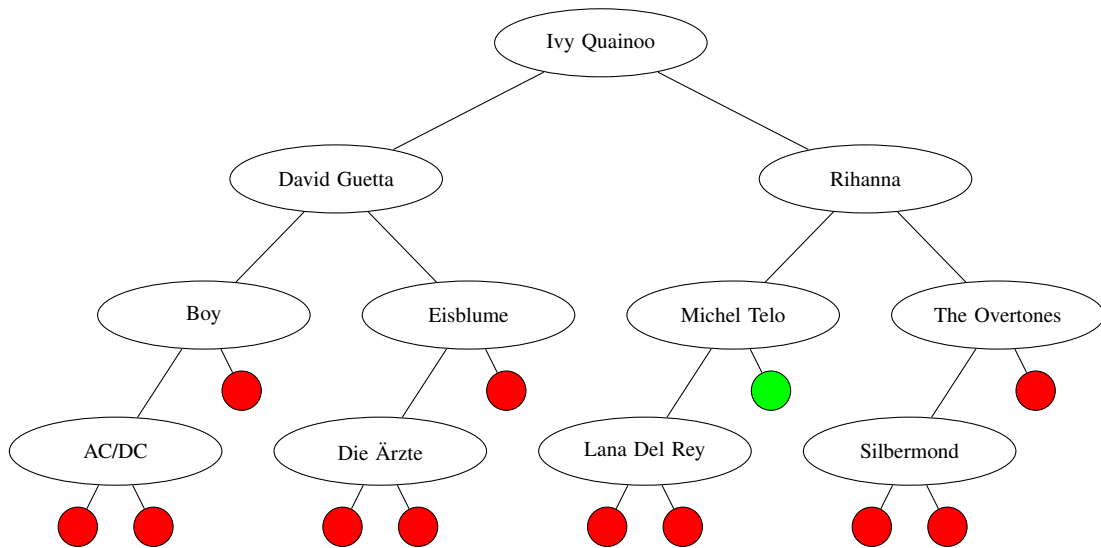 Ivy Quainoo
David Guetta
Rihanna
Boy
Eisblume
Michel Telo
The Overtones
AC/DC
Die Ärzte
Lana Del Rey
Silbermond